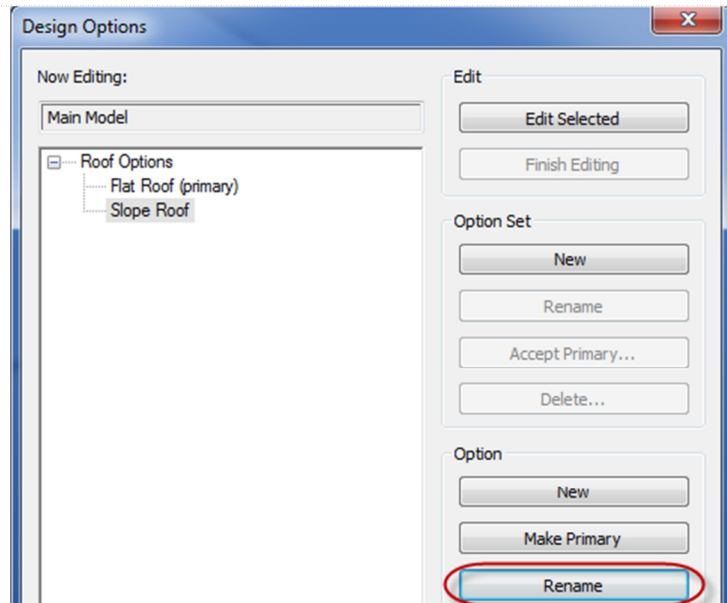 Design Options
Now Editing:
Main Model
Roof Options
Flat Roof (primary)
Slope Roof
Edit
Edit Selected
Finish Editing
Option Set
New
Rename
Accept Primary...
Delete...
Option
New
Make Primary
Rename